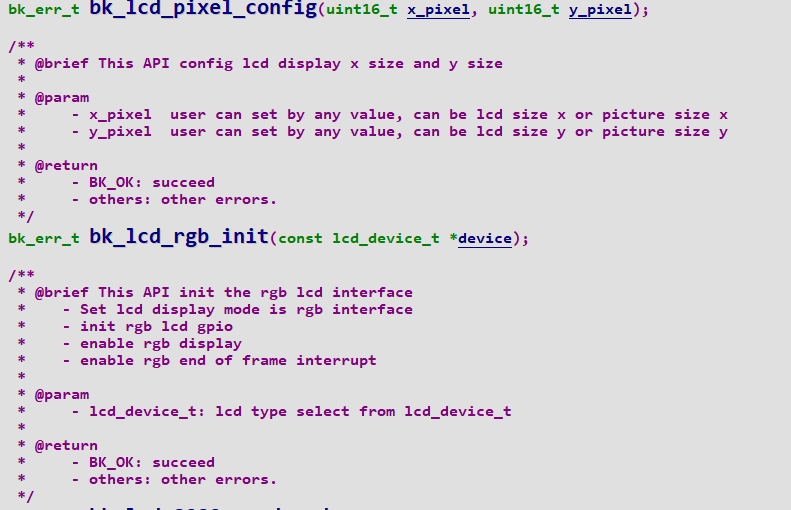 bk_err_t bk_lcd_pixel_config(uint16_t x_pixel, uint16_t y_pixel);
/**
* @brief This API config lcd display x size and y size
*
* @param
* - x_pixel user can set by any value, can be lcd size x or picture size x
* - y_pixel user can set by any value, can be lcd size y or picture size y
*
* @return
* - BK_OK: succeed
* - others: other errors.
*/
bk_err_t bk_lcd_rgb_init(const lcd_device_t *device);
/**
* @brief This API init the rgb lcd interface
* - Set lcd display mode is rgb interface
* - init rgb lcd gpio
* - enable rgb display
* - enable rgb end of frame interrupt
*
* @param
* - lcd_device_t: lcd type select from lcd_device_t
*
* @return
* - BK_OK: succeed
* - others: other errors.
*/